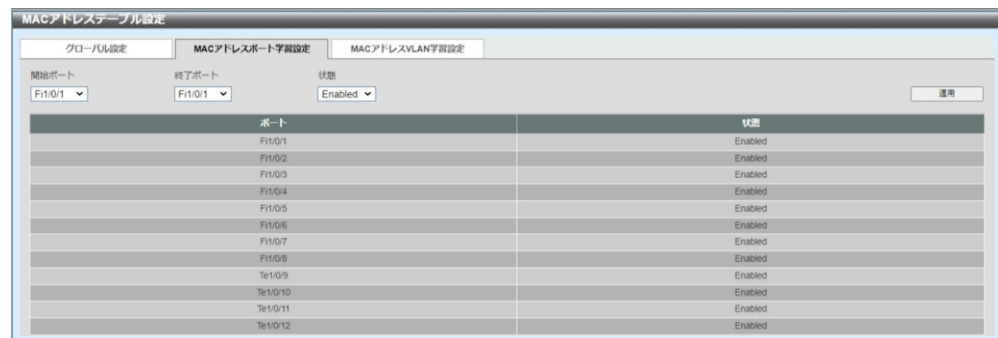 MACアドレステーブル設定
グローバル設定 MACアドレスポート学習設定 MACアドレスVLAN学習設定
開始ポート 終了ポート 状態
Fi1/0/1 Fi1/0/1 Enabled 適用
ポート 状態
Fi1/0/1 Enabled
Fi1/0/2 Enabled
Fi1/0/3 Enabled
Fi1/0/4 Enabled
Fi1/0/5 Enabled
Fi1/0/6 Enabled
Fi1/0/7 Enabled
Fi1/0/8 Enabled
Te1/0/9 Enabled
Te1/0/10 Enabled
Te1/0/11 Enabled
Te1/0/12 Enabled